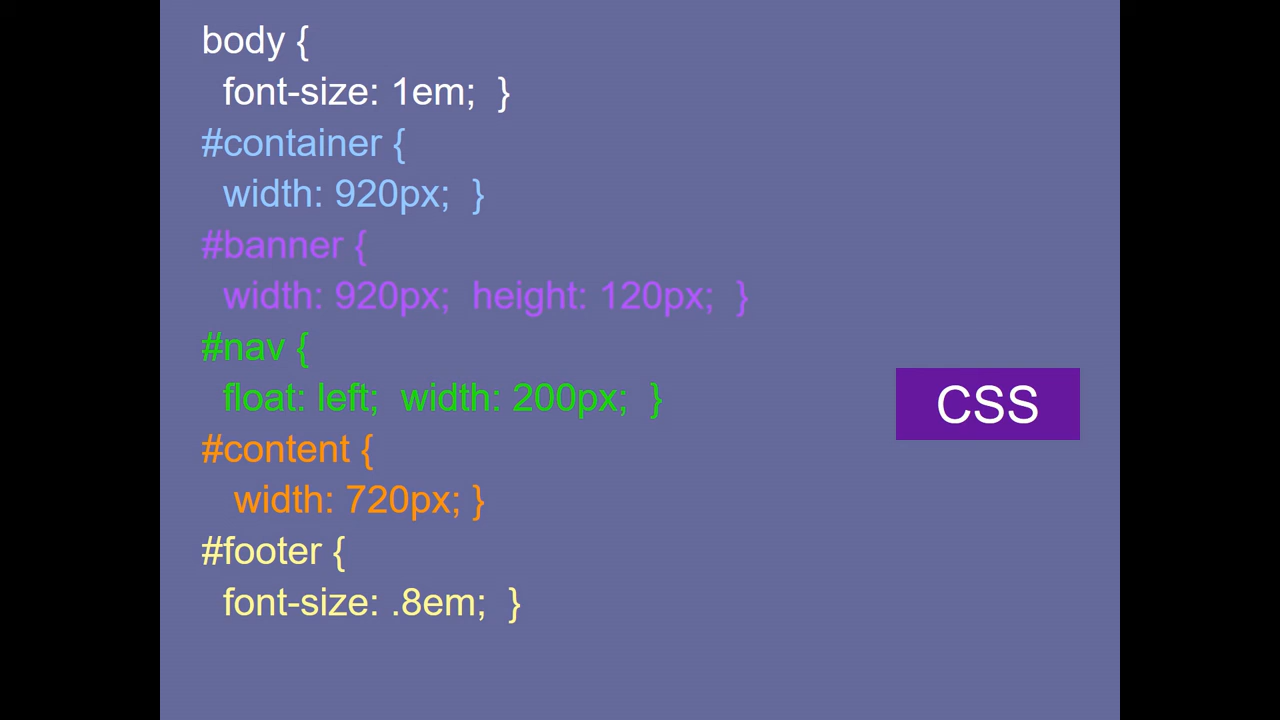 body {
font-size: 1em;  }
#container {
width: 920px;  }
#banner {
width: 920px;  height: 120px;  }
#nav {
float: left;  width: 200px;  }
CSS
#content {
width: 720px; }
#footer {
font-size: .8em;  }